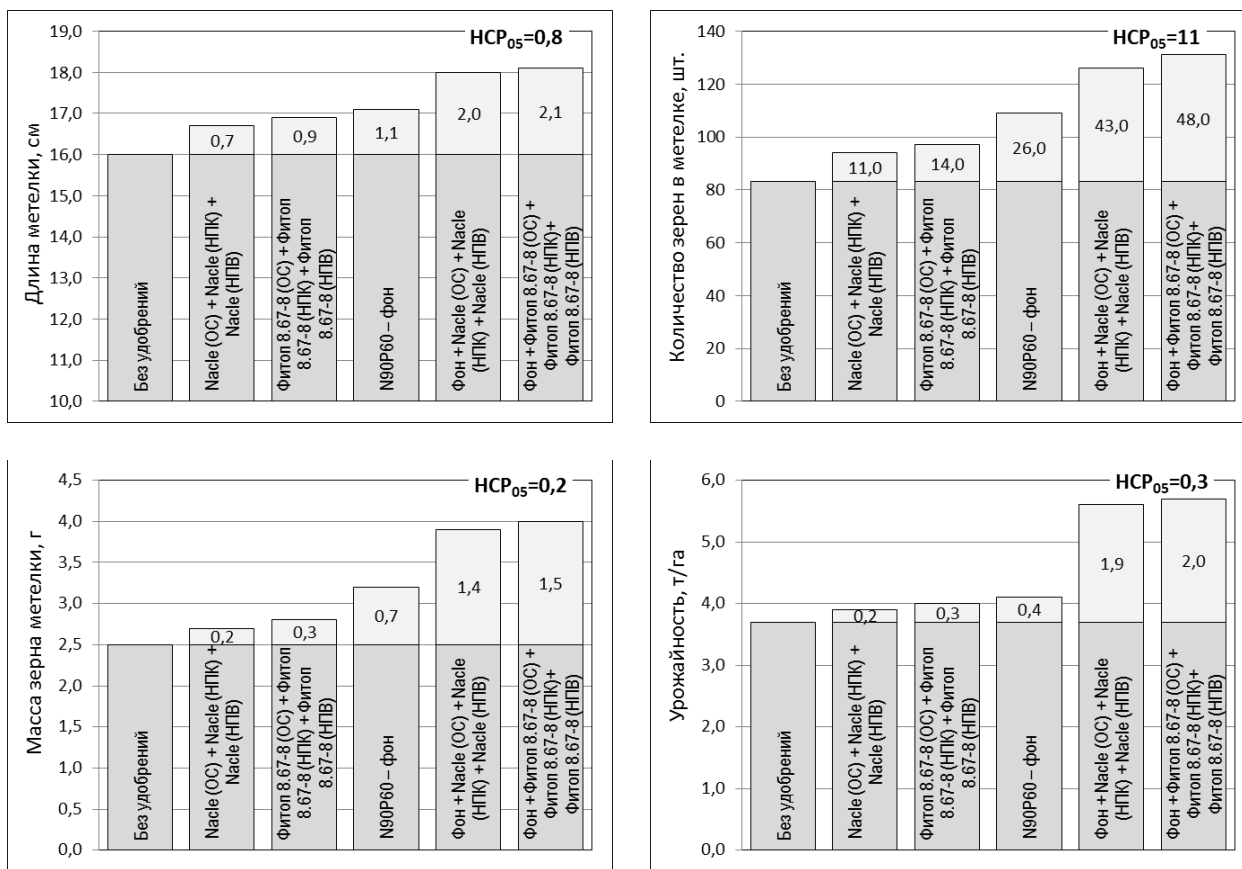 Длина метелки, см
19,0
18,0
17,0
16,0
15,0
14,0
13,0
12,0
11,0
10,0
НСР05=0,8
0,7
0,9
1,1
2,0
2,1
Без удобрений
Nacle (ОС) + Nacle (НПК) +
Nacle (НПВ)
Фитоп 8.67-8 (ОС) + Фитоп
8.67-8 (НПК) + Фитоп
8.67-8 (НПВ)
N90P60 – фон
Фон + Nacle (ОС) + Nacle
(НПК) + Nacle (НПВ)
Фон + Фитоп 8.67-8 (ОС) +
Фитоп 8.67-8 (НПК)+
Фитоп 8.67-8 (НПВ)
Количество зерен в метелке, шт.
140
120
100
80
60
40
20
0
НСР05=11
11,0
14,0
26,0
43,0
48,0
Без удобрений
Nacle (ОС) + Nacle (НПК) +
Nacle (НПВ)
Фитоп 8.67-8 (ОС) + Фитоп
8.67-8 (НПК) + Фитоп
8.67-8 (НПВ)
N90P60 – фон
Фон + Nacle (ОС) + Nacle
(НПК) + Nacle (НПВ)
Фон + Фитоп 8.67-8 (ОС) +
Фитоп 8.67-8 (НПК)+
Фитоп 8.67-8 (НПВ)
Масса зерна метелки, г
4,5
4,0
3,5
3,0
2,5
2,0
1,5
1,0
0,5
0,0
НСР05=0,2
0,2
0,3
0,7
1,4
1,5
Без удобрений
Nacle (ОС) + Nacle (НПК) +
Nacle (НПВ)
Фитоп 8.67-8 (ОС) + Фитоп
8.67-8 (НПК) + Фитоп
8.67-8 (НПВ)
N90P60 – фон
Фон + Nacle (ОС) + Nacle
(НПК) + Nacle (НПВ)
Фон + Фитоп 8.67-8 (ОС) +
Фитоп 8.67-8 (НПК)+
Фитоп 8.67-8 (НПВ)
Урожайность, т/га
6,0
5,0
4,0
3,0
2,0
1,0
0,0
НСР05=0,3
0,2
0,3
0,4
1,9
2,0
Без удобрений
Nacle (ОС) + Nacle (НПК) +
Nacle (НПВ)
Фитоп 8.67-8 (ОС) + Фитоп
8.67-8 (НПК) + Фитоп
8.67-8 (НПВ)
N90P60 – фон
Фон + Nacle (ОС) + Nacle
(НПК) + Nacle (НПВ)
Фон + Фитоп 8.67-8 (ОС) +
Фитоп 8.67-8 (НПК)+
Фитоп 8.67-8 (НПВ)